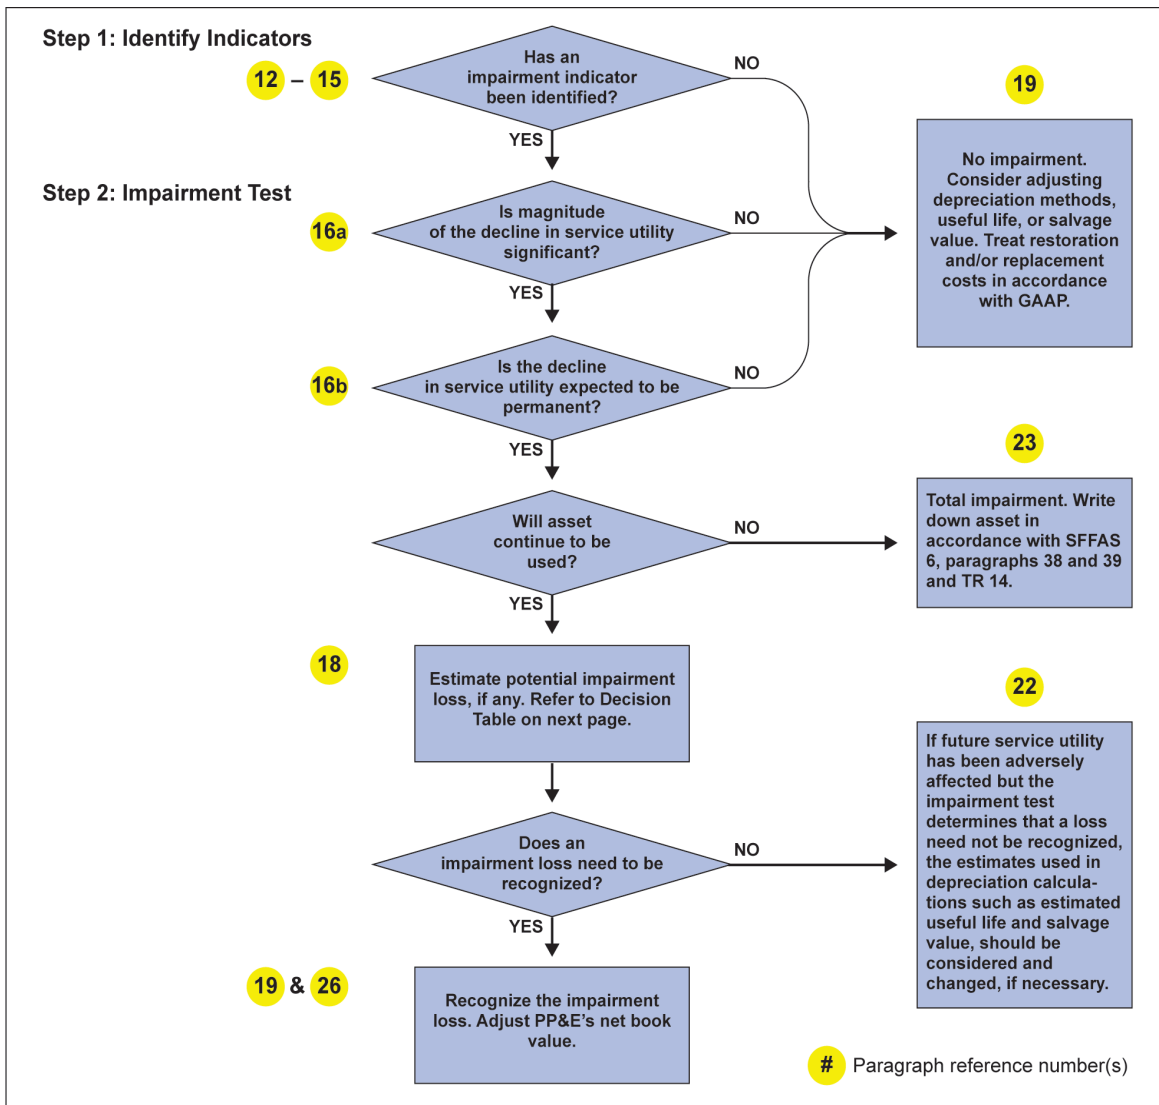 Step 1: Identify Indicators
12 – 15
Has an
impairment indicator
been identified?
NO
YES
19
No impairment.
Consider adjusting
depreciation methods,
useful life, or salvage
value. Treat restoration
and/or replacement
costs in accordance
with GAAP.
Step 2: Impairment Test
16a
Is magnitude
of the decline in service utility
significant?
NO
YES
16b
Is the decline
in service utility expected to be
permanent?
NO
YES
Will asset
continue to be
used?
NO
YES
23
Total impairment. Write
down asset in
accordance with SFFAS
6, paragraphs 38 and 39
and TR 14.
18
Estimate potential impairment
loss, if any. Refer to Decision
Table on next page.
Does an
impairment loss need to be
recognized?
NO
YES
22
If future service utility
has been adversely
affected but the
impairment test
determines that a loss
need not be recognized,
the estimates used in
depreciation calcula-
tions such as estimated
useful life and salvage
value, should be
considered and
changed, if necessary.
19 & 26
Recognize the impairment
loss. Adjust PP&E’s net book
value.
# Paragraph reference number(s)